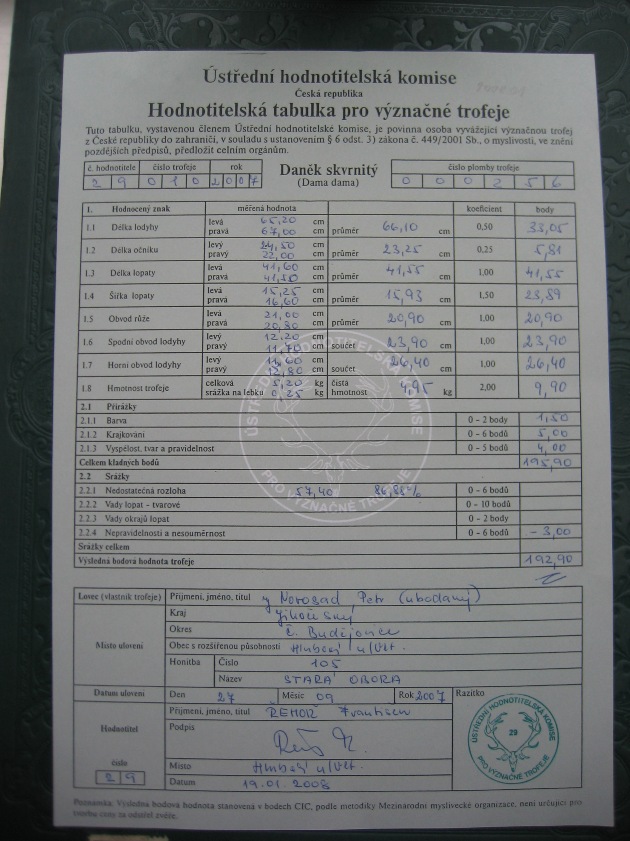 Ústřední hodnotitelská komise
Česká republika
Hodnotitelská tabulka pro význačné trofeje
Tuto tabulku, vystavenou členem Ústřední hodnotitelské komise, je povinna osoba vyvážející význačnou trofej
z České republiky do zahraničí, v souladu s ustanovením § 6 odst. 3) zákona č. 449/2001 Sb., o myslivosti, ve znění
pozdějších předpisů, předložit celním orgánům.
č. hodnotitele číslo trofeje rok Daněk skvrnitý číslo plomby trofeje
29 010 2007 (Dama dama) 0 0 0 2 5 6
1. Hodnocený znak měřená hodnota koeficient body
1.1 Délka lodyhy levá 65,20 cm pravá 67,00 cm průměr 66,10 cm 0,50 33,05
1.2 Délka očníku levý 24,50 cm pravý 22,00 cm průměr 23,25 cm 0,25 5,81
1.3 Délka lopaty levá 41,60 cm pravá 41,50 cm průměr 41,55 cm 1,00 41,55
1.4 Šířka lopaty levá 15,25 cm pravá 16,60 cm průměr 15,93 cm 1,50 23,89
1.5 Obvod růže levá 21,00 cm pravá 20,80 cm průměr 20,90 cm 1,00 20,90
1.6 Spodní obvod lodyhy levý 12,20 cm pravý 11,70 cm součet 23,90 cm 1,00 23,90
1.7 Horní obvod lodyhy levý cm pravý 12,80 cm součet 26,40 cm 1,00 26,40
1.8 Hmotnost trofeje celková 5,20 kg srážka na lebku 0,25 kg čistá hmotnost 4,95 kg 2,00 9,90
2.1 Přirážky
2.1.1 Barva 0 – 2 body 1,50
2.1.2 Krajkování 0 – 6 bodů 5,00
2.1.3 Vyspělost, tvar a pravidelnost 0 – 5 bodů 4,00
Celkem kladných bodů 195,90
2.2 Srážky
2.2.1 Nedostatečná rozloha 57,40 86,88% 0 – 6 bodů
2.2.2 Vady lopat – tvarové 0 – 10 bodů
2.2.3 Vady okrajů lopat 0 – 2 body
2.2.4 Nepravidelnosti a nesouměrnost 0 – 6 bodů – 3,00
Srážky celkem
Výsledná bodová hodnota trofeje 192,90
Lovec (vlastník trofeje) Příjmení, jméno, titul Novosad Petr (ubodaný)
Místo ulovení Kraj Jihočeský
Okres Č. Budějovice
Obec s rozšířenou působností Hluboká n/Vlt.
Honitba Číslo 105
Název STARÁ OBORA
Datum ulovení Den 27 Měsíc 09 Rok 2007 Razítko
Hodnotitel Příjmení, jméno, titul František
Podpis
číslo 29 Místo Hluboká n/Vlt.
Datum 19.01.2008
ÚSTŘEDNÍ HODNOTITELSKÁ KOMISE
29
PRO VÝZNAČNÉ TROFEJE
Poznámka: Výsledná bodová hodnota stanovená v bodech CIC, podle metodiky Mezinárodní myslivecké organizace, není určující pro
tvorbu ceny za odstřel zvěře.
ÚSTŘEDNÍ HODNOTITELSKÁ KOMISE
PRO VÝZNAČNÉ TROFEJE